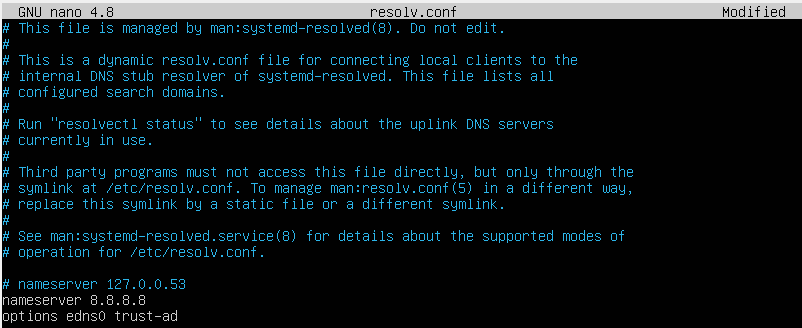 GNU nano 4.8 resolv.conf Modified
# This file is managed by man:systemd-resolved(8). Do not edit.
#
# This is a dynamic resolv.conf file for connecting local clients to the
# internal DNS stub resolver of systemd-resolved. This file lists all
# configured search domains.
#
# Run "resolvectl status" to see details about the uplink DNS servers
# currently in use.
#
# Third party programs must not access this file directly, but only through the
# symlink at /etc/resolv.conf. To manage man:resolv.conf(5) in a different way,
# replace this symlink by a static file or a different symlink.
#
# See man:systemd-resolved.service(8) for details about the supported modes of
# operation for /etc/resolv.conf.

# nameserver 127.0.0.53
nameserver 8.8.8.8
options edns0 trust-ad